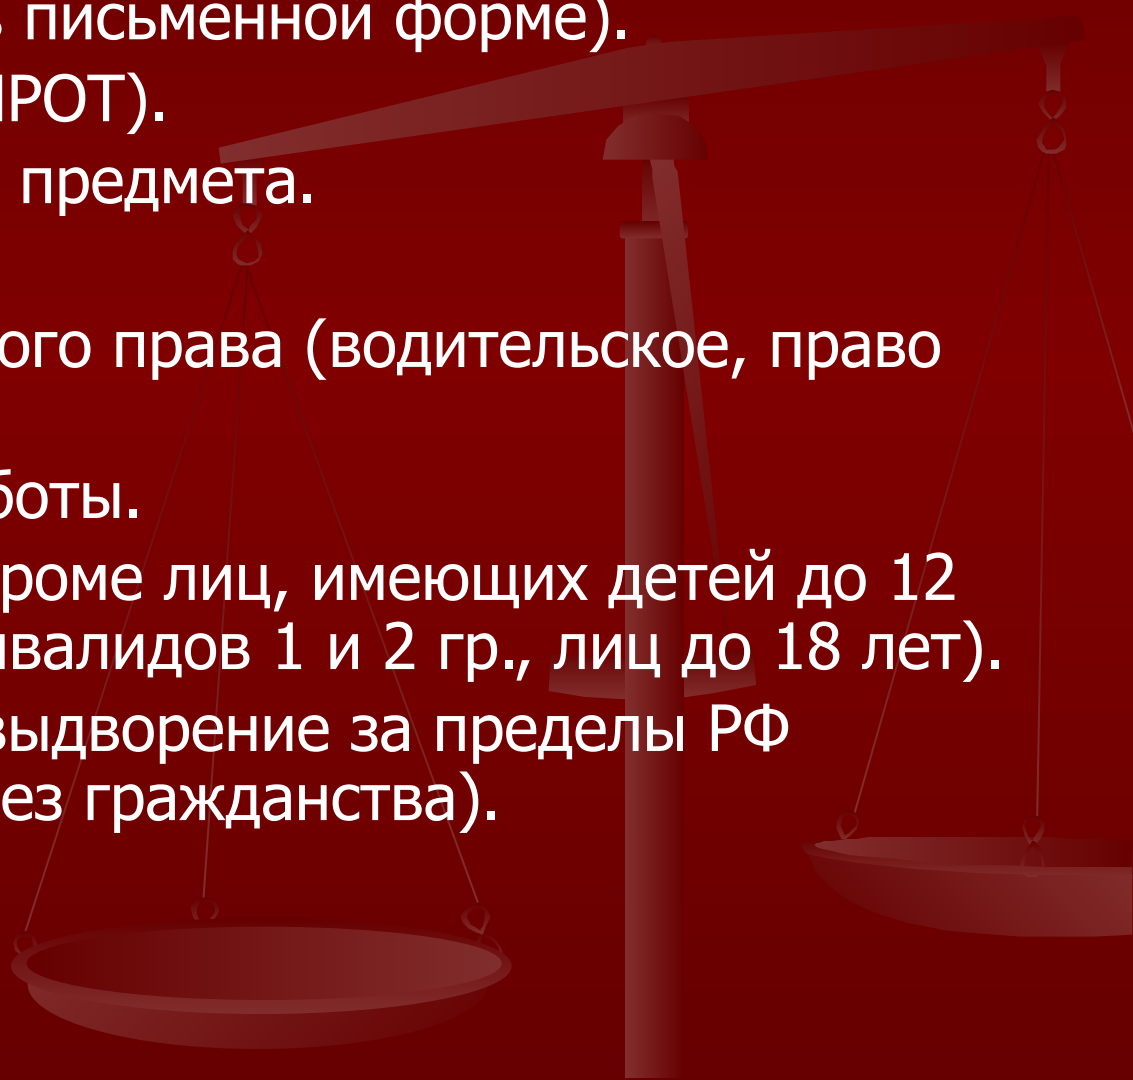 письменной форме).
РОТ).
предмета.
ого права (водительское, право
боты.
роме лиц, имеющих детей до 12
нвалидов 1 и 2 гр., лиц до 18 лет).
выдворение за пределы РФ
ез гражданства).